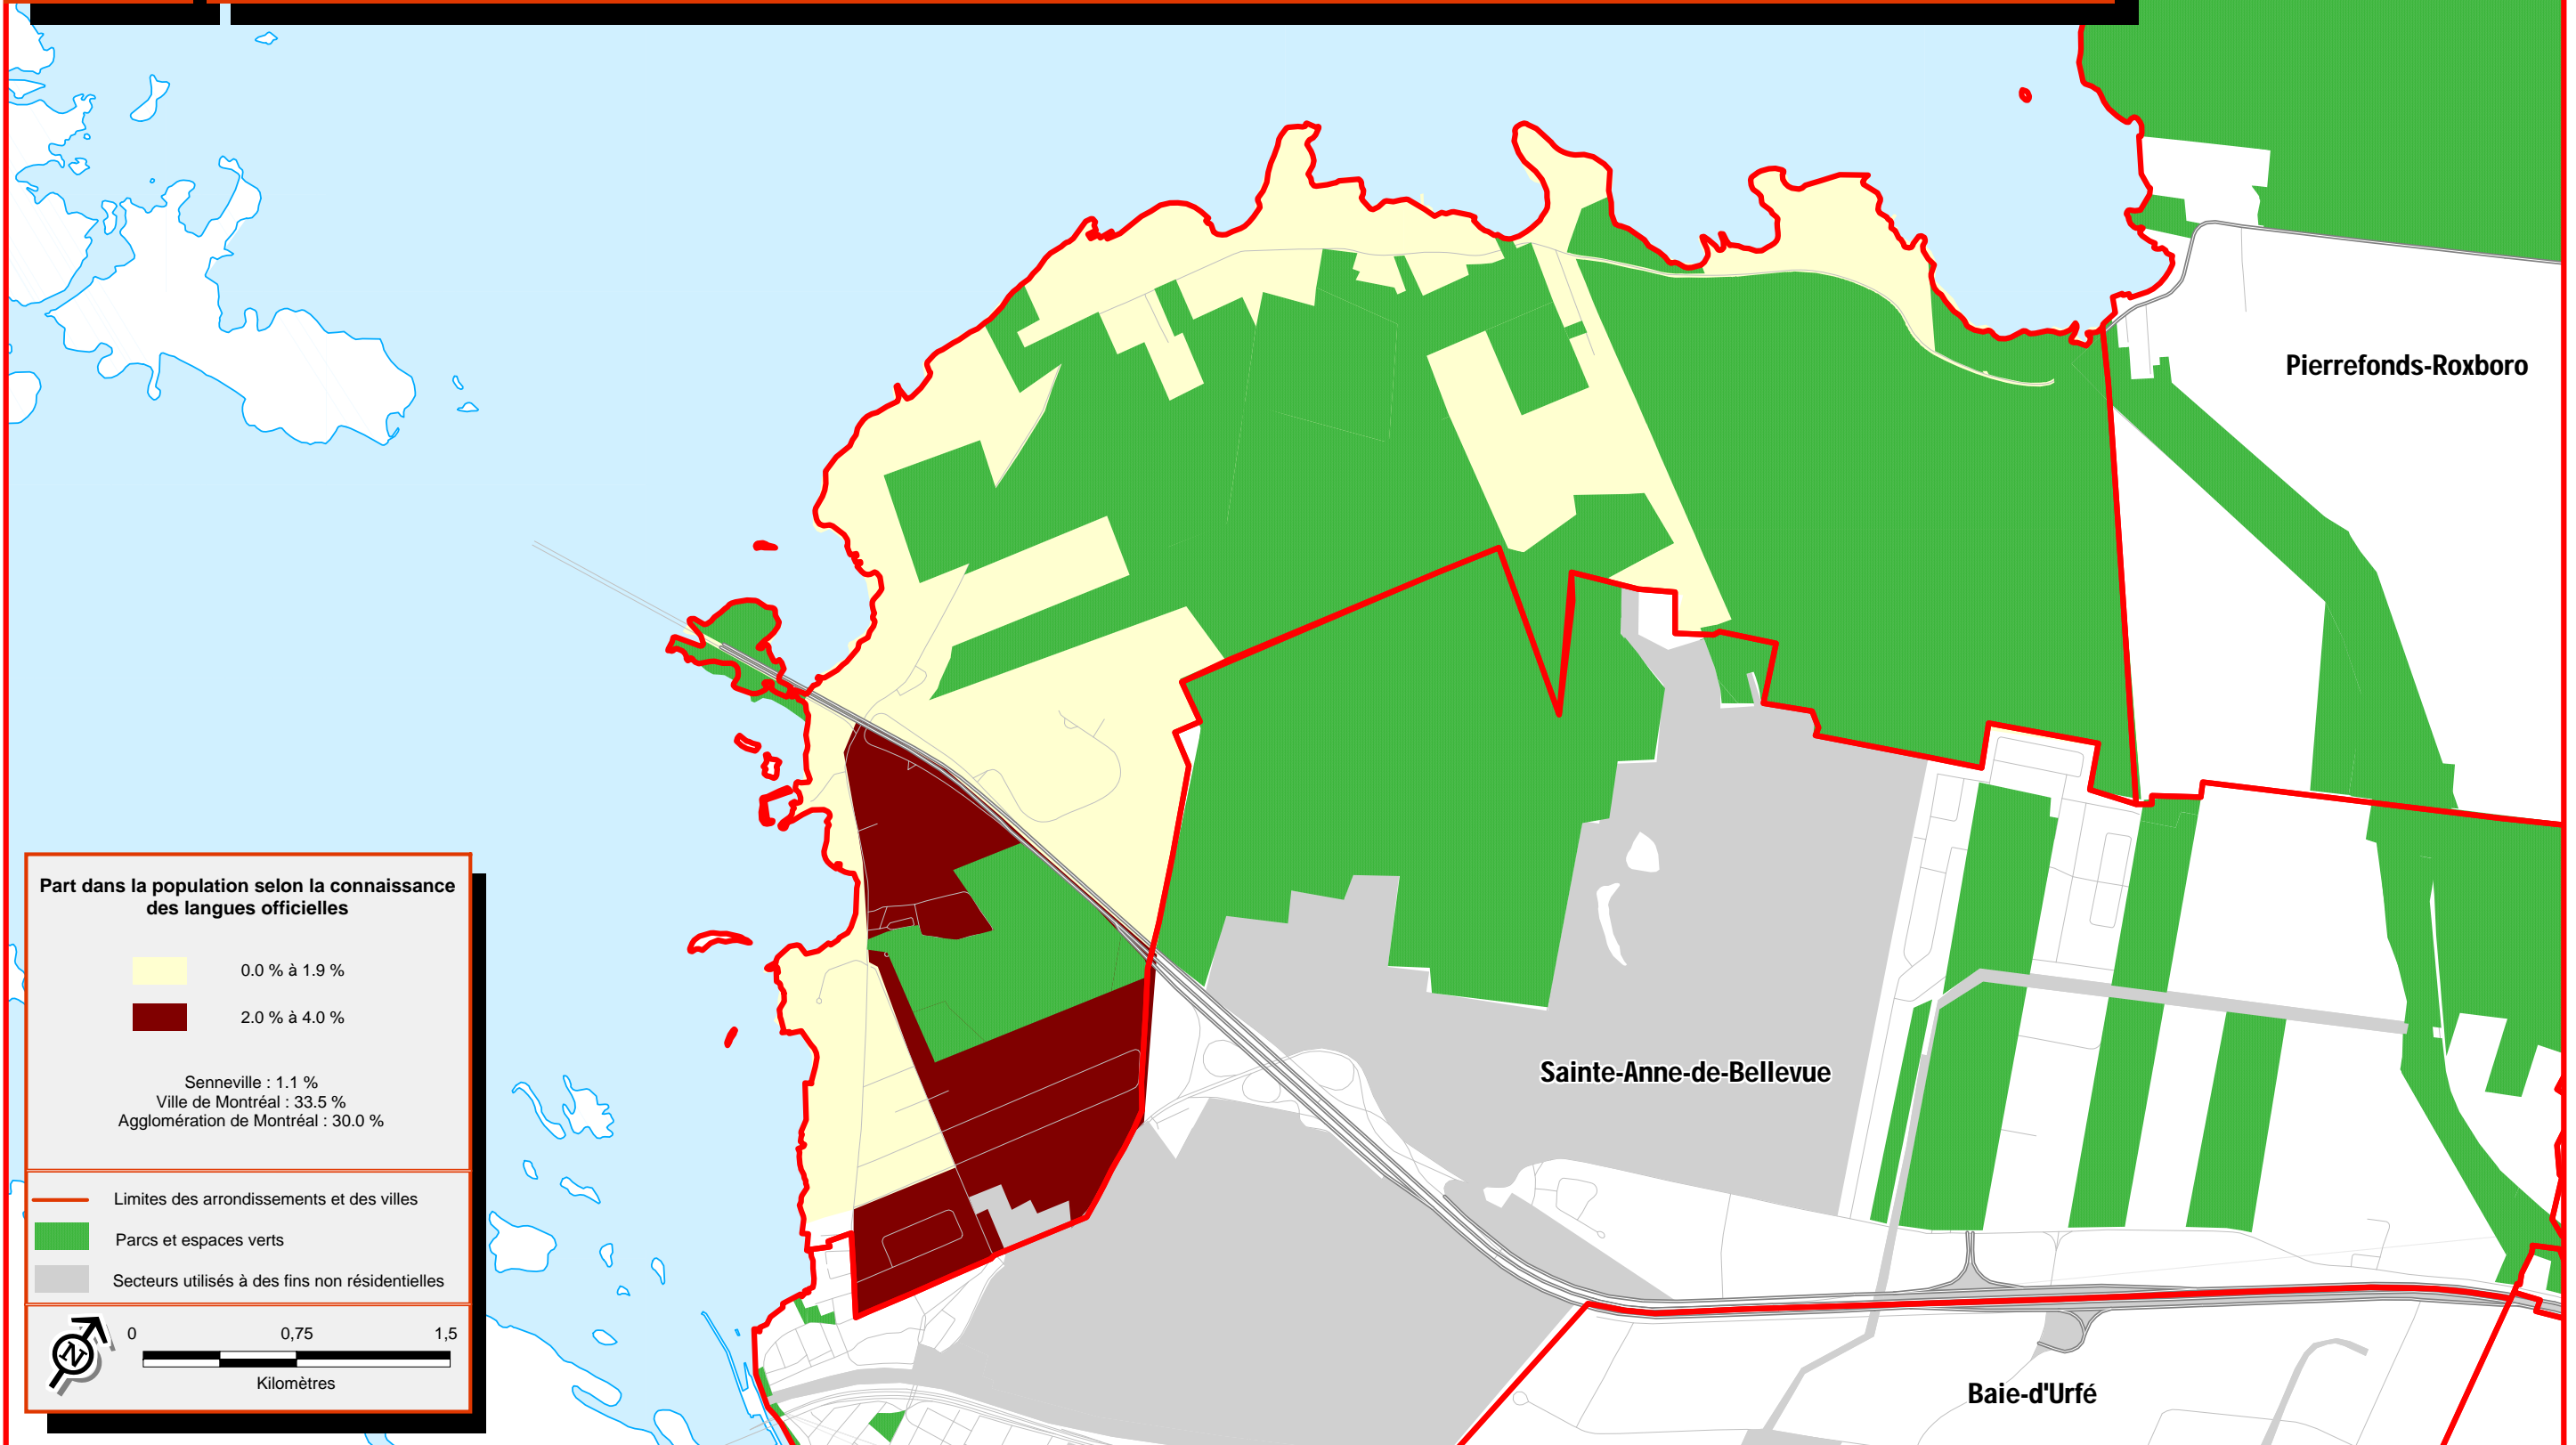 Pierrefonds-Roxboro
Sainte-Anne-de-Bellevue
Baie-d'Urfé
Part dans la population selon la connaissance
des langues officielles
0.0 % à 1.9 %
2.0 % à 4.0 %
Senneville : 1.1 %
Ville de Montréal : 33.5 %
Agglomération de Montréal : 30.0 %
Limites des arrondissements et des villes
Parcs et espaces verts
Secteurs utilisés à des fins non résidentielles
N
0 0,75 1,5
Kilomètres